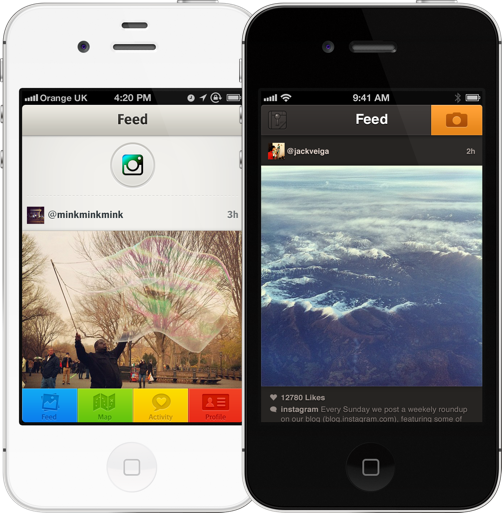 Orange UK 4:20 PM
Feed
@minkminkmink 3h
Feed Map Activity Profile
9:41 AM
Feed
@jackveiga 2h
12780 Likes
instagram Every Sunday we post a weekly roundup
on our blog (blog.instagram.com), featuring some of